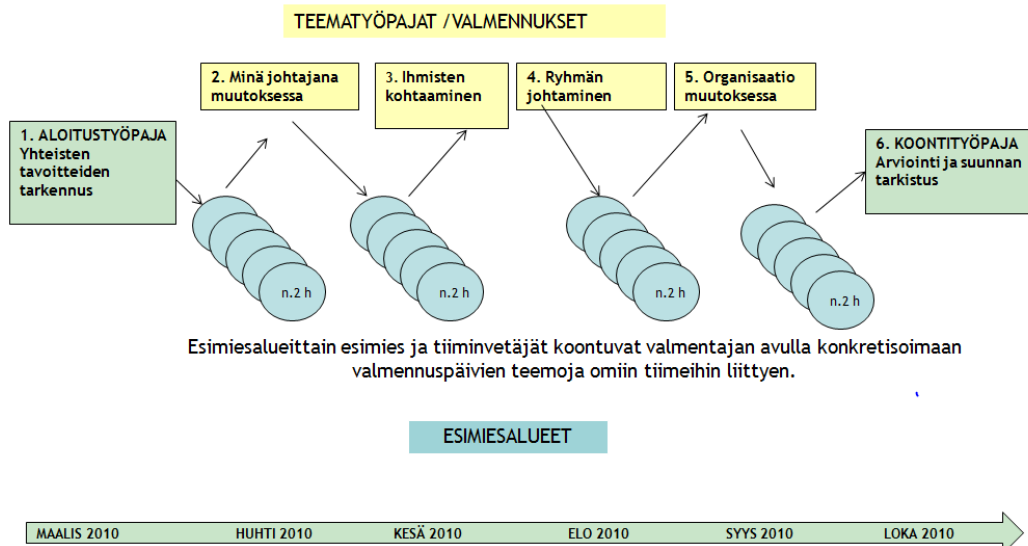 TEEMATYÖPAJAT /VALMENNUKSET
2. Minä johtajana
muutoksessa
3. Ihmisten
kohtaaminen
4. Ryhmän
johtaminen
5. Organisaatio
muutoksessa
1. ALOITUSTYÖPAJA
Yhteisten
tavoitteiden
tarkennus
6. KOONTITYÖPAJA
Arviointi ja suunnan
tarkistus
n.2 h
n.2 h
n.2 h
n.2 h
Esimiesalueittain esimies ja tiiminvetäjät koontuvat valmentajan avulla konkretisoimaan
valmennuspäivien teemoja omiin tiimeihin liittyen.
ESIMIESALUEET
MAALIS 2010
HUHTI 2010
KESÄ 2010
ELO 2010
SYYS 2010
LOKA 2010